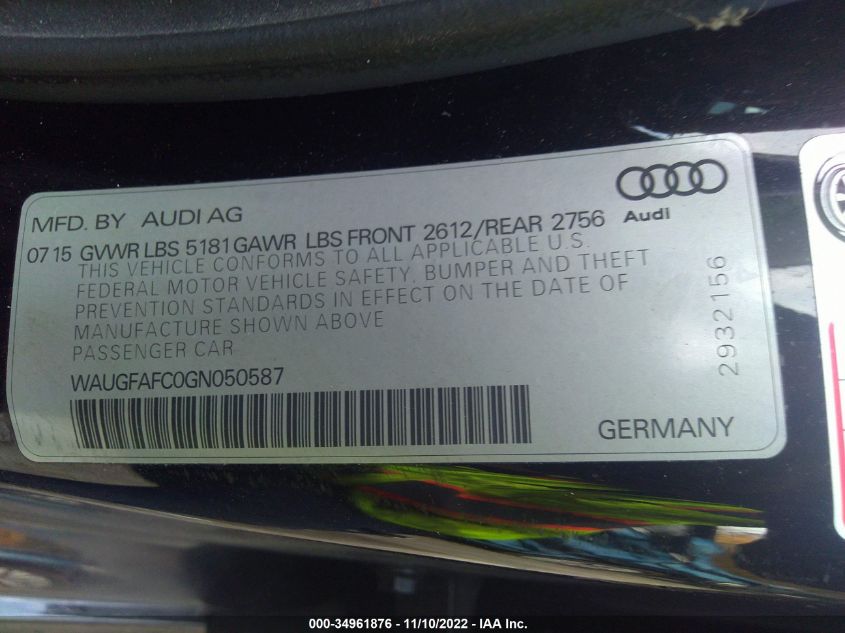 MFD. BY AUDI AG
Audi
07 15 GVWR LBS 5181 GAWR LBS FRONT 2612/REAR 2756
THIS VEHICLE CONFORMS TO ALL APPLICABLE U.S.
FEDERAL MOTOR VEHICLE SAFETY, BUMPER AND THEFT
PREVENTION STANDARDS IN EFFECT ON THE DATE OF
MANUFACTURE SHOWN ABOVE
PASSENGER CAR
WAUGFAFC0GN050587
GERMANY
2932156
000-34961876 - 11/10/2022 - IAA Inc.